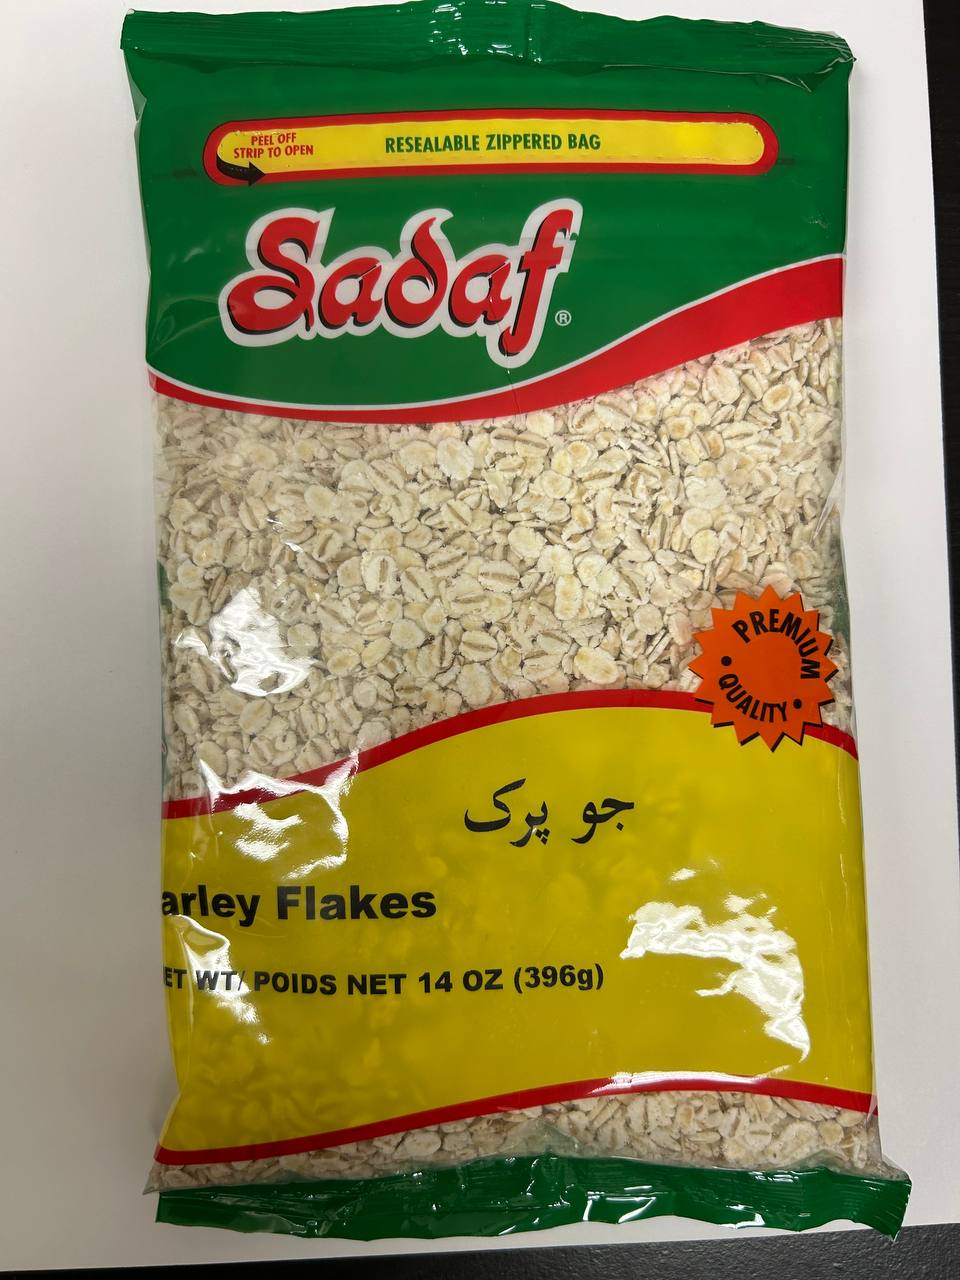 PEEL OFF
STRIP TO OPEN
RESEALABLE ZIPPERED BAG
Sadaf®
PREMIUM
• QUALITY •
جو پرک
arley Flakes
ET WT/ POIDS NET 14 OZ (396g)